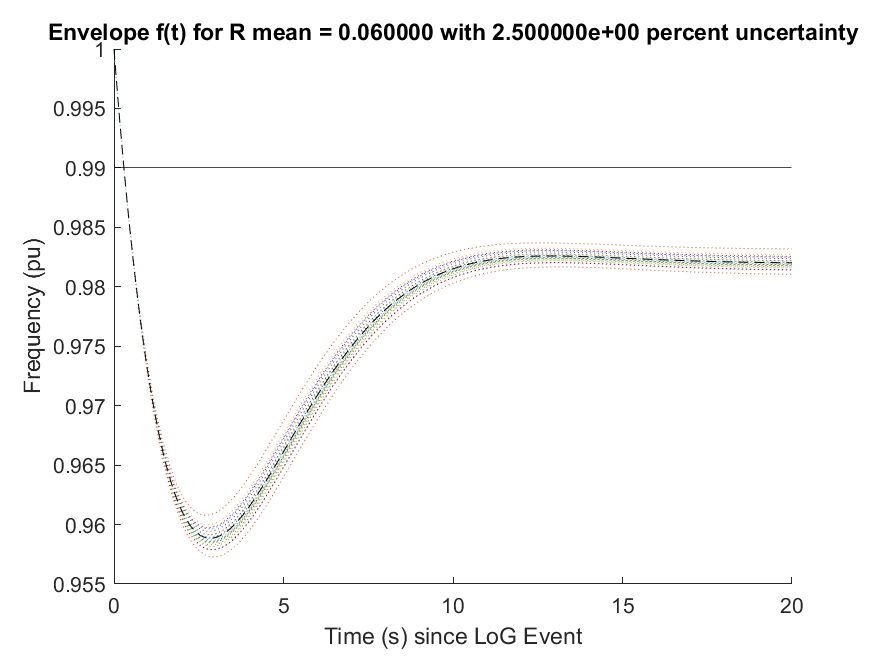 Envelope f(t) for R mean = 0.060000 with 2.500000e+00 percent uncertainty
1
0.995
0.99
0.985
0.98
0.975
0.97
0.965
0.96
0.955
Frequency (pu)
0 5 10 15 20
Time (s) since LoG Event